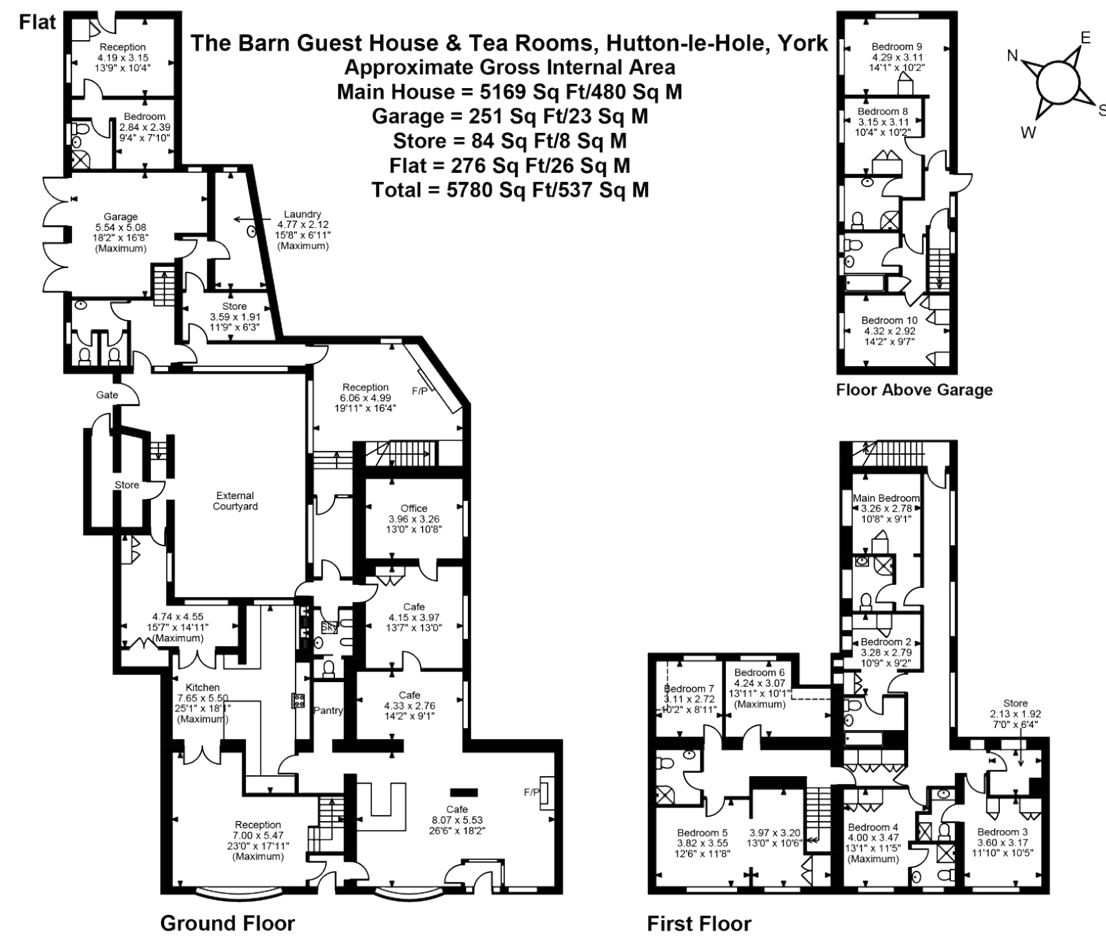 Flat
The Barn Guest House & Tea Rooms, Hutton-le-Hole, York
Approximate Gross Internal Area
Main House = 5169 Sq Ft/480 Sq M
Garage = 251 Sq Ft/23 Sq M
Store = 84 Sq Ft/8 Sq M
Flat = 276 Sq Ft/26 Sq M
Total = 5780 Sq Ft/537 Sq M
N
E
S
W
Reception
4.19 x 3.15
13'9" x 10'4"
Bedroom
2.84 x 2.39
9'4" x 7'10"
Garage
5.54 x 5.08
18'2" x 16'8"
(Maximum)
Laundry
4.77 x 2.12
15'8" x 6'11"
(Maximum)
Store
3.59 x 1.91
11'9" x 6'3"
Reception
6.06 x 4.99
19'11" x 16'4"
F/P
Gate
Store
External
Courtyard
Office
3.96 x 3.26
13'0" x 10'8"
Cafe
4.15 x 3.97
13'7" x 13'0"
Sky
4.74 x 4.55
15'7" x 14'11"
(Maximum)
Kitchen
7.65 x 5.50
25'1" x 18'1"
(Maximum)
Pantry
Cafe
4.33 x 2.76
14'2" x 9'1"
Cafe
8.07 x 5.53
26'6" x 18'2"
F/P
Reception
7.00 x 5.47
23'0" x 17'11"
(Maximum)
Ground Floor
Bedroom 9
4.29 x 3.11
14'1" x 10'2"
Bedroom 8
3.15 x 3.11
10'4" x 10'2"
Bedroom 10
4.32 x 2.92
14'2" x 9'7"
Floor Above Garage
Main Bedroom
3.26 x 2.78
10'8" x 9'1"
Bedroom 2
3.28 x 2.79
10'9" x 9'2"
Store
2.13 x 1.92
7'0" x 6'4"
Bedroom 7
3.11 x 2.72
10'2" x 8'11"
Bedroom 6
4.24 x 3.07
13'11" x 10'1"
(Maximum)
Bedroom 5
3.82 x 3.55
12'6" x 11'8"
3.97 x 3.20
13'0" x 10'6"
Bedroom 4
4.00 x 3.47
13'1" x 11'5"
(Maximum)
Bedroom 3
3.60 x 3.17
11'10" x 10'5"
First Floor